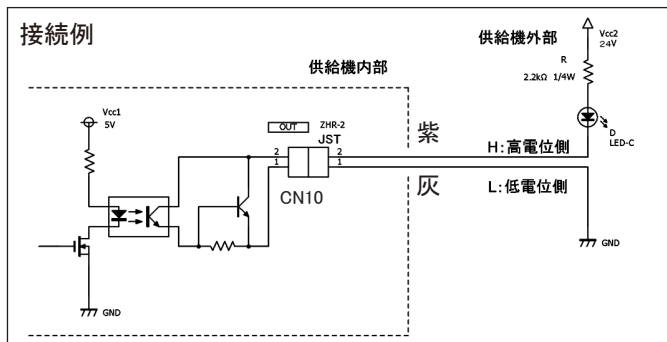 接続例
供給機内部
供給機外部
Vcc2
24V
R
2.2kΩ 1/4W
D
LED-C
Vcc1
5V
OUT
ZHR-2
JST
2
1
2
1
CN10
紫
灰
H:高電位側
L:低電位側
GND
GND